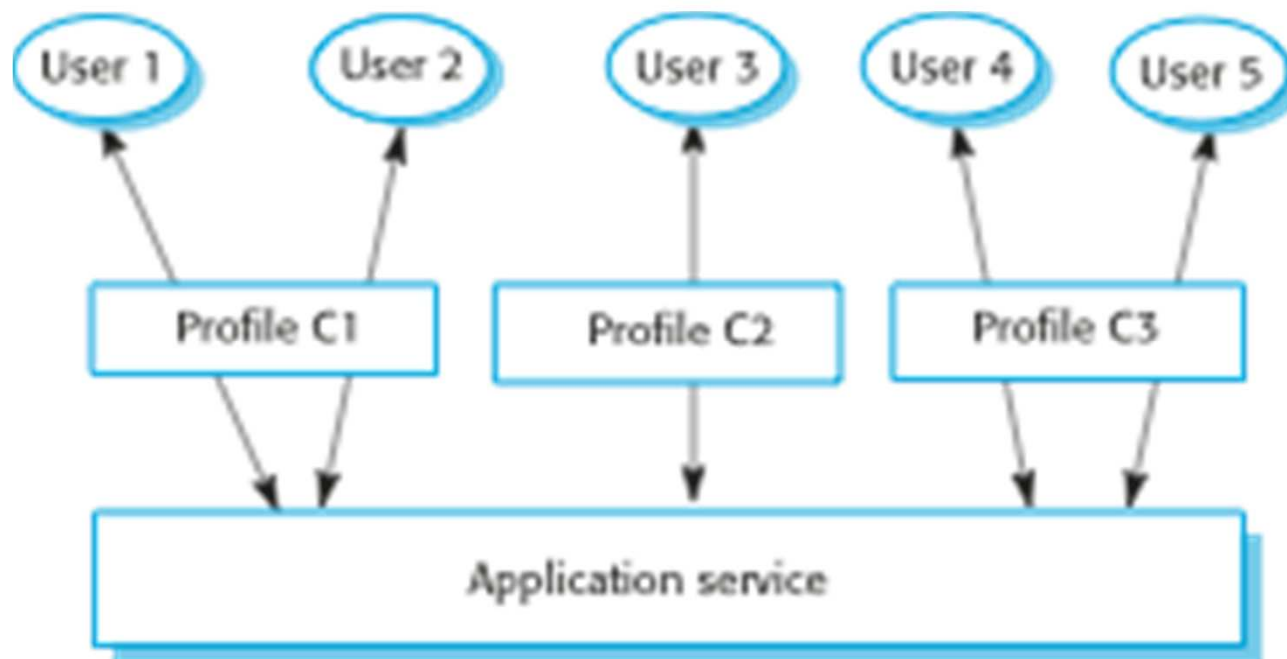 User 1
User 2
User 3
User 4
User 5
Profile C1
Profile C2
Profile C3
Application service